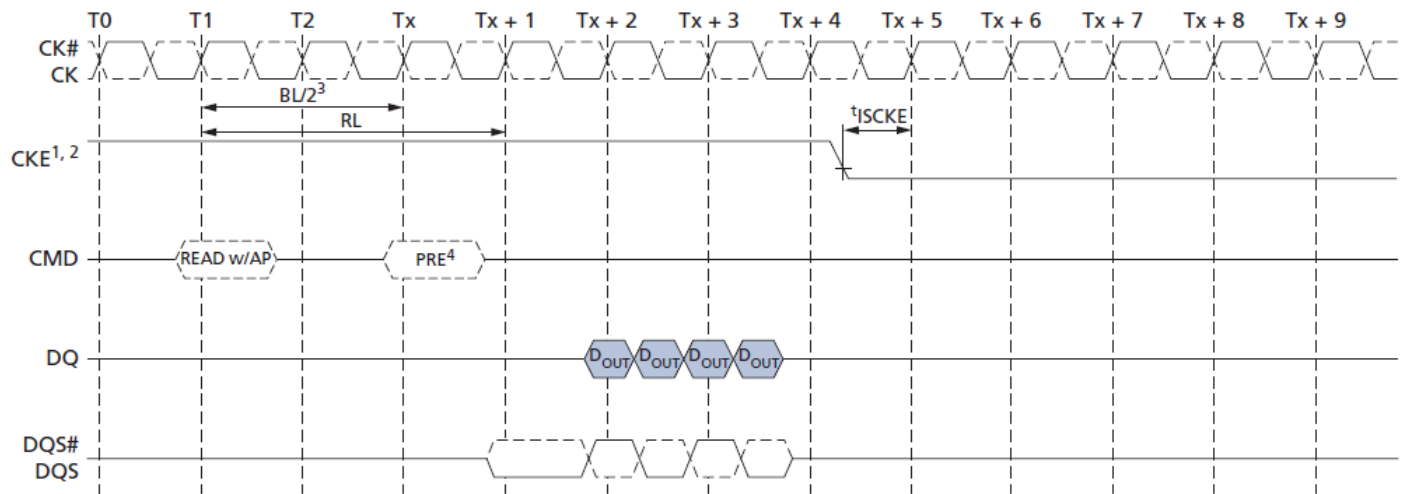 T0 T1 T2 Tx Tx + 1 Tx + 2 Tx + 3 Tx + 4 Tx + 5 Tx + 6 Tx + 7 Tx + 8 Tx + 9
CK#
CK
BL/2³
RL
tISCKE
CKE¹, ²
CMD READ w/AP PRE⁴
DQ DOUT DOUT DOUT DOUT
DQS#
DQS